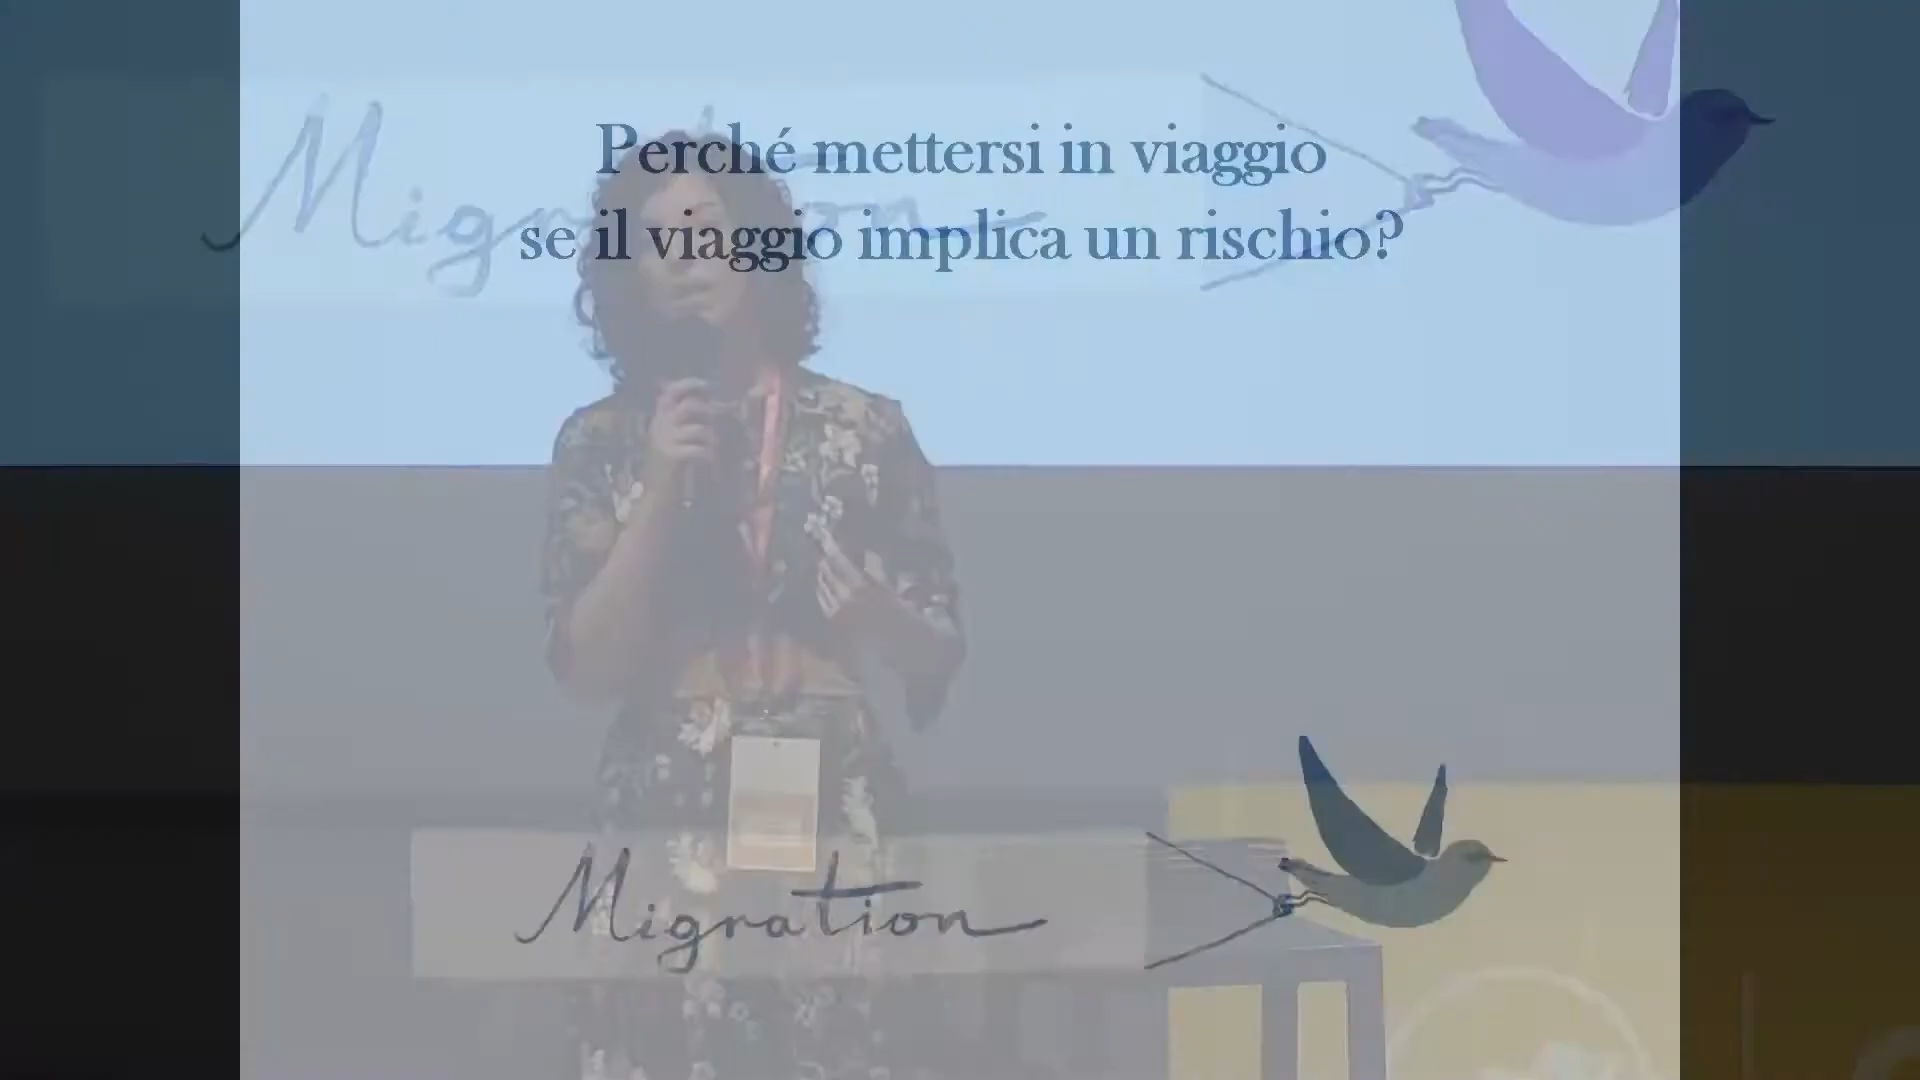 Perché mettersi in viaggio
se il viaggio implica un rischio?
Migration
Migration